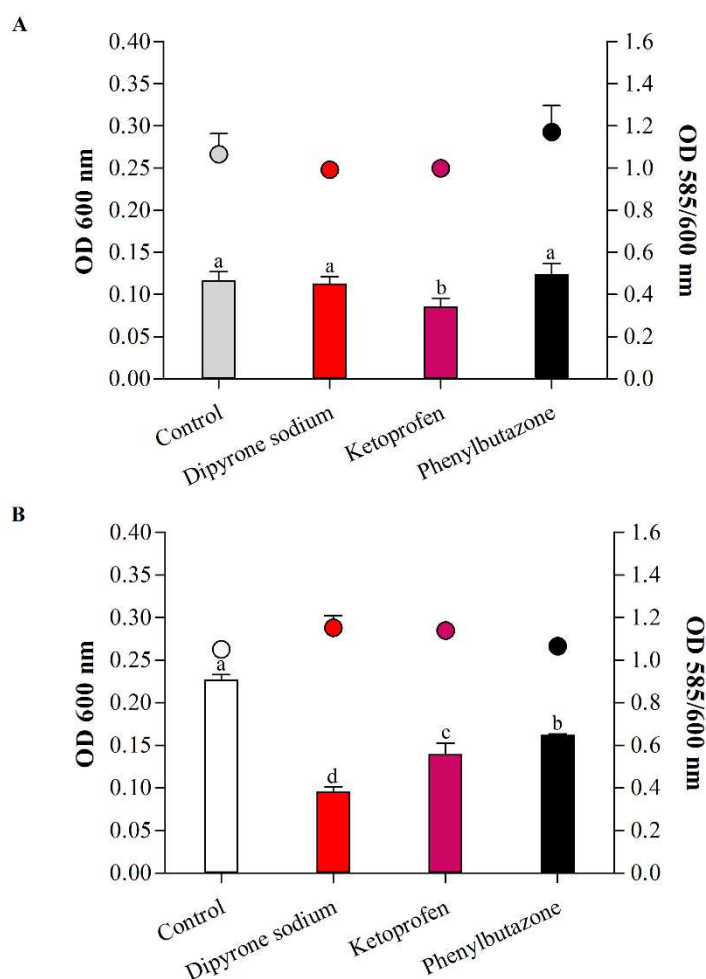 A
OD 600 nm
0.40
0.35
0.30
0.25
0.20
0.15
0.10
0.05
0.00
a
a
b
a
1.6
1.4
1.2
1.0
0.8
0.6
0.4
0.2
0.0
OD 585/600 nm
Control
Dipyrone sodium
Ketoprofen
Phenylbutazone
B
OD 600 nm
0.40
0.35
0.30
0.25
0.20
0.15
0.10
0.05
0.00
a
d
c
b
1.6
1.4
1.2
1.0
0.8
0.6
0.4
0.2
0.0
OD 585/600 nm
Control
Dipyrone sodium
Ketoprofen
Phenylbutazone